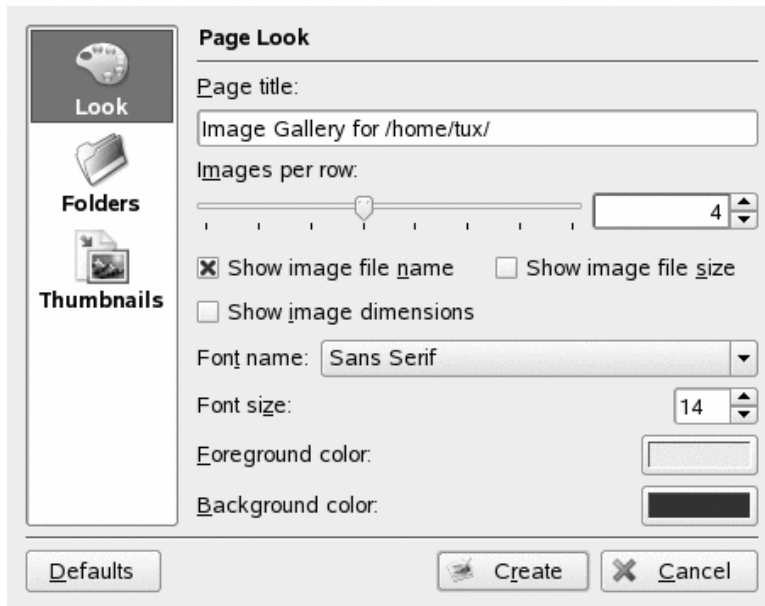 Look
Folders
Thumbnails
Page Look
Page title:
Image Gallery for /home/tux/
Images per row:
4
Show image file name
Show image file size
Show image dimensions
Font name: Sans Serif
Font size: 14
Foreground color:
Background color:
Defaults
Create
Cancel